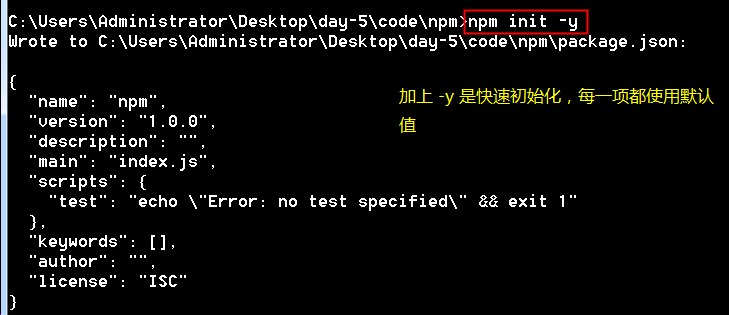 C:\Users\Administrator\Desktop\day-5\code\npm>npm init -y
Wrote to C:\Users\Administrator\Desktop\day-5\code\npm\package.json:
{
"name": "npm",
"version": "1.0.0",
"description": "",
"main": "index.js",
"scripts": {
"test": "echo \"Error: no test specified\" && exit 1"
},
"keywords": [],
"author": "",
"license": "ISC"
}
加上 -y 是快速初始化，每一项都使用默认
值